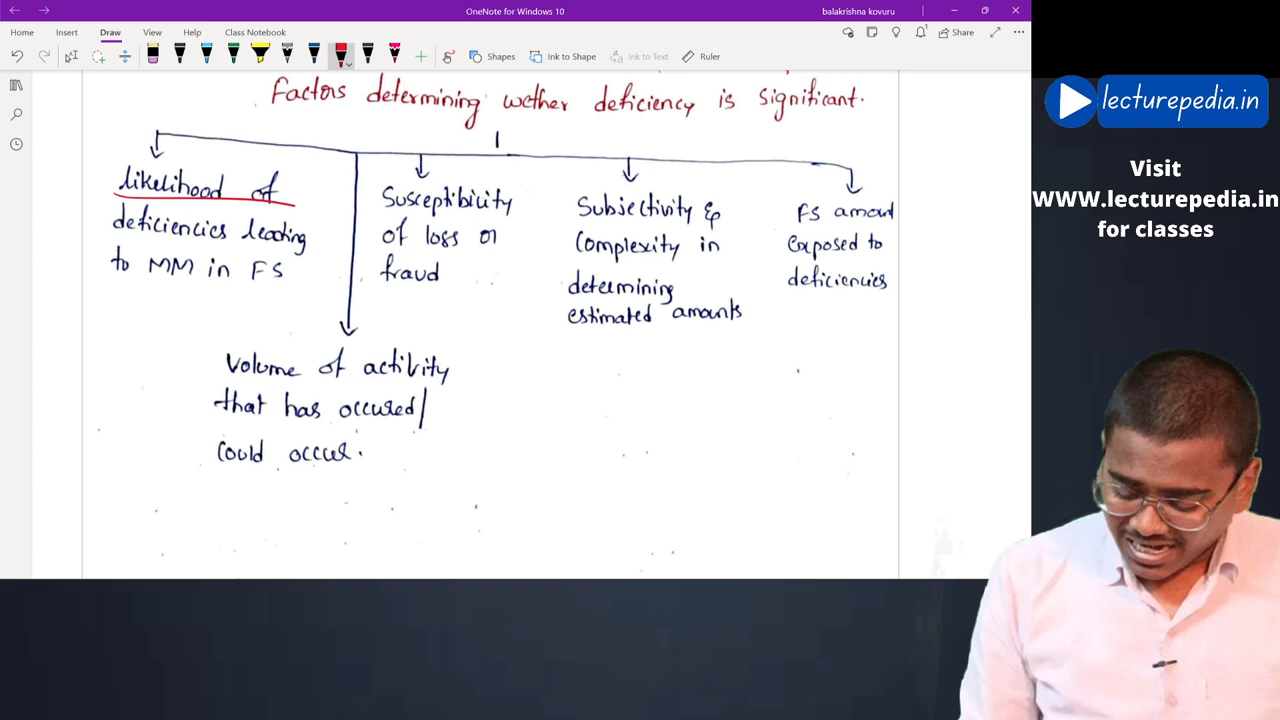 OneNote for Windows 10
balakrishna kovuru
Home Insert Draw View Help Class Notebook
Share
Shapes Ink to Shape Ink to Text Ruler
Factors determining wether deficiency is significant.
likelihood of
deficiencies leading
to MM in FS
Susceptibility
of loss or
fraud
Subjectivity &
Complexity in
determining
estimated amounts
FS amount
exposed to
deficiencies
Volume of activity
that has occured/
could occur.
lecturepedia.in
Visit
WWW.lecturepedia.in
for classes